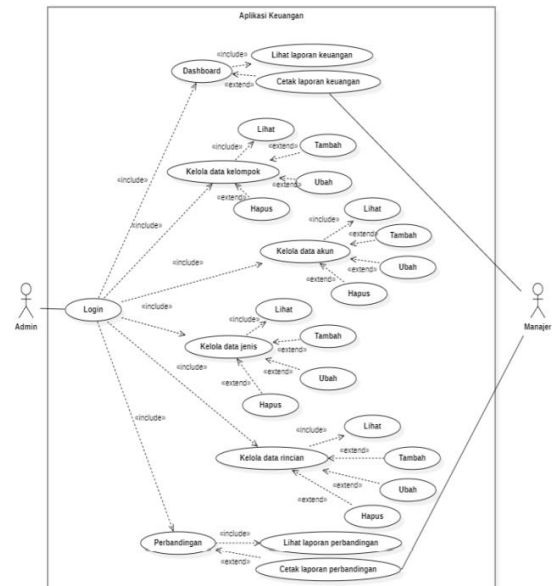 Aplikasi Keuangan
«include»
Lihat laporan keuangan
Dashboard
Cetak laporan keuangan
«extend»
Lihat
«include»
«extend»
Tambah
«include»
Kelola data kelompok
«extend»
Ubah
«extend»
Hapus
Lihat
«include»
«include»
«extend»
Tambah
Kelola data akun
«include»
«extend»
Ubah
«extend»
Hapus
Admin
Login
Manajer
«include»
Lihat
«include»
Tambah
Kelola data jenis
«extend»
«include»
«extend»
Ubah
«extend»
Hapus
«include»
Lihat
«include»
«extend»
Kelola data rincian
Tambah
«extend»
Ubah
«extend»
Hapus
«include»
Perbandingan
Lihat laporan perbandingan
«extend»
Cetak laporan perbandingan